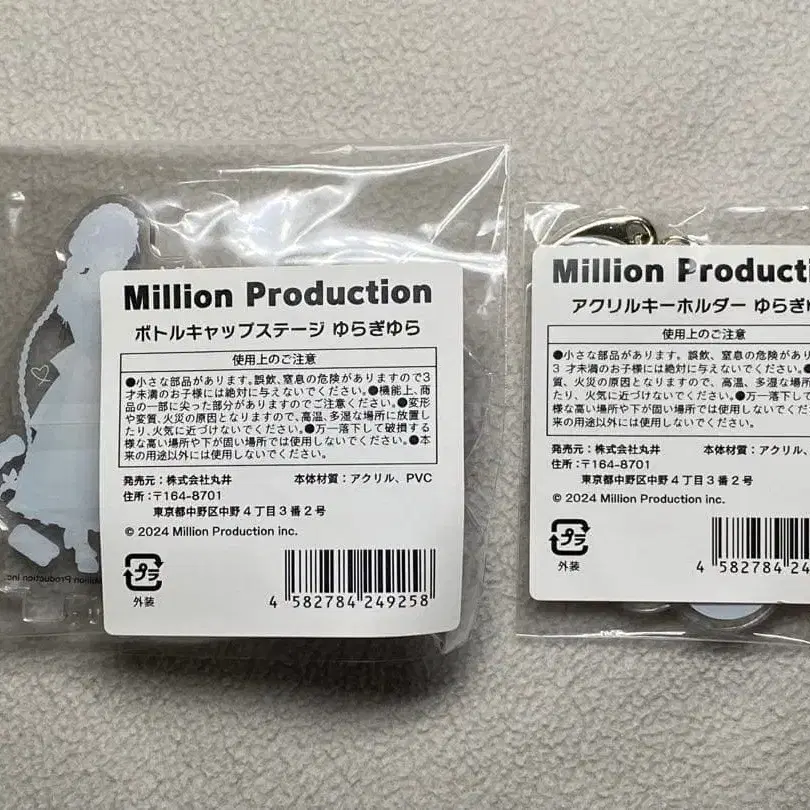 Million Production
ボトルキャップステージ ゆらぎゆら
使用上のご注意
●小さな部品があります。誤飲、窒息の危険がありますので3
才未満のお子様には絶対に与えないでください。●機能上、商
品の一部に尖った部分がありますのでご注意ください。●変形
や変質、火災の原因となりますので、高温、多湿な場所に放置し
たり、火気に近づけないでください。●万一落下して破損する
様な高い場所や下が固い場所では使用しないでください。●本
来の用途以外には使用しないでください。
発売元：株式会社丸井 本体材質：アクリル、PVC
住所：〒164-8701
東京都中野区中野4丁目3番2号
© 2024 Million Production inc.
プラ
外装
4 582784 249258
Million Production inc.
Million Producti
アクリルキーホルダー ゆらぎゆ
使用上のご注意
●小さな部品があります。誤飲、窒息の危険があり
3 才未満のお子様には絶対に与えないでください。●
質、火災の原因となりますので、高温、多湿な場
たり、火気に近づけないでください。●万一落下して
様な高い場所や下が固い場所では使用しないでくだ
来の用途以外には使用しないでください。
発売元：株式会社丸井 本体材質：アクリル、
住所：〒164-8701
東京都中野区中野4丁目3番2号
© 2024 Million Production inc.
プラ
外装
4 582784 24